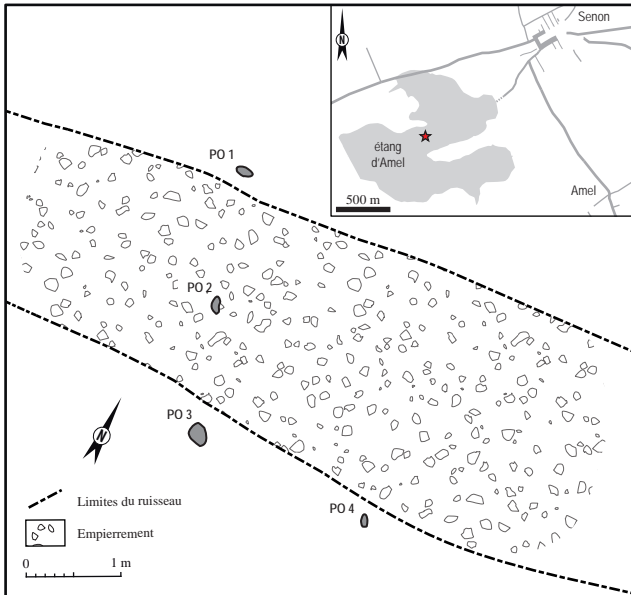 N
Senon
étang
d'Amel
Amel
500 m
PO 1
PO 2
PO 3
N
PO 4
Limites du ruisseau
Empierrement
0 1 m